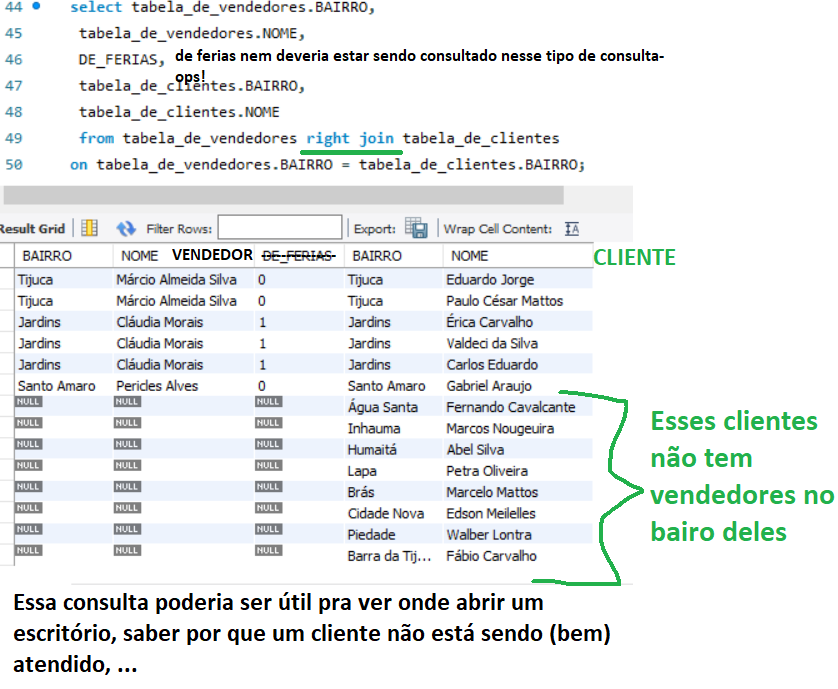 44 select tabela_de_vendedores.BAIRRO,
45 tabela_de_vendedores.NOME,
46 DE_FERIAS, de ferias nem deveria estar sendo consultado nesse tipo de consulta-
ops!
47 tabela_de_clientes.BAIRRO,
48 tabela_de_clientes.NOME
49 from tabela_de_vendedores right join tabela_de_clientes
50 on tabela_de_vendedores.BAIRRO = tabela_de_clientes.BAIRRO;
Result Grid Filter Rows: Export: Wrap Cell Content: IA
BAIRRO NOME VENDEDOR DE_FERIAS BAIRRO NOME CLIENTE
Tijuca Márcio Almeida Silva 0 Tijuca Eduardo Jorge
Tijuca Márcio Almeida Silva 0 Tijuca Paulo César Mattos
Jardins Cláudia Morais 1 Jardins Érica Carvalho
Jardins Cláudia Morais 1 Jardins Valdeci da Silva
Jardins Cláudia Morais 1 Jardins Carlos Eduardo
Santo Amaro Pericles Alves 0 Santo Amaro Gabriel Araujo
NULL NULL NULL Água Santa Fernando Cavalcante
NULL NULL NULL Inhauma Marcos Nougeuira
NULL NULL NULL Humaitá Abel Silva
NULL NULL NULL Lapa Petra Oliveira
NULL NULL NULL Brás Marcelo Mattos
NULL NULL NULL Cidade Nova Edson Meilelles
NULL NULL NULL Piedade Walber Lontra
NULL NULL NULL Barra da Tij... Fábio Carvalho
Esses clientes
não tem
vendedores no
bairo deles
Essa consulta poderia ser útil pra ver onde abrir um
escritório, saber por que um cliente não está sendo (bem)
atendido, ...